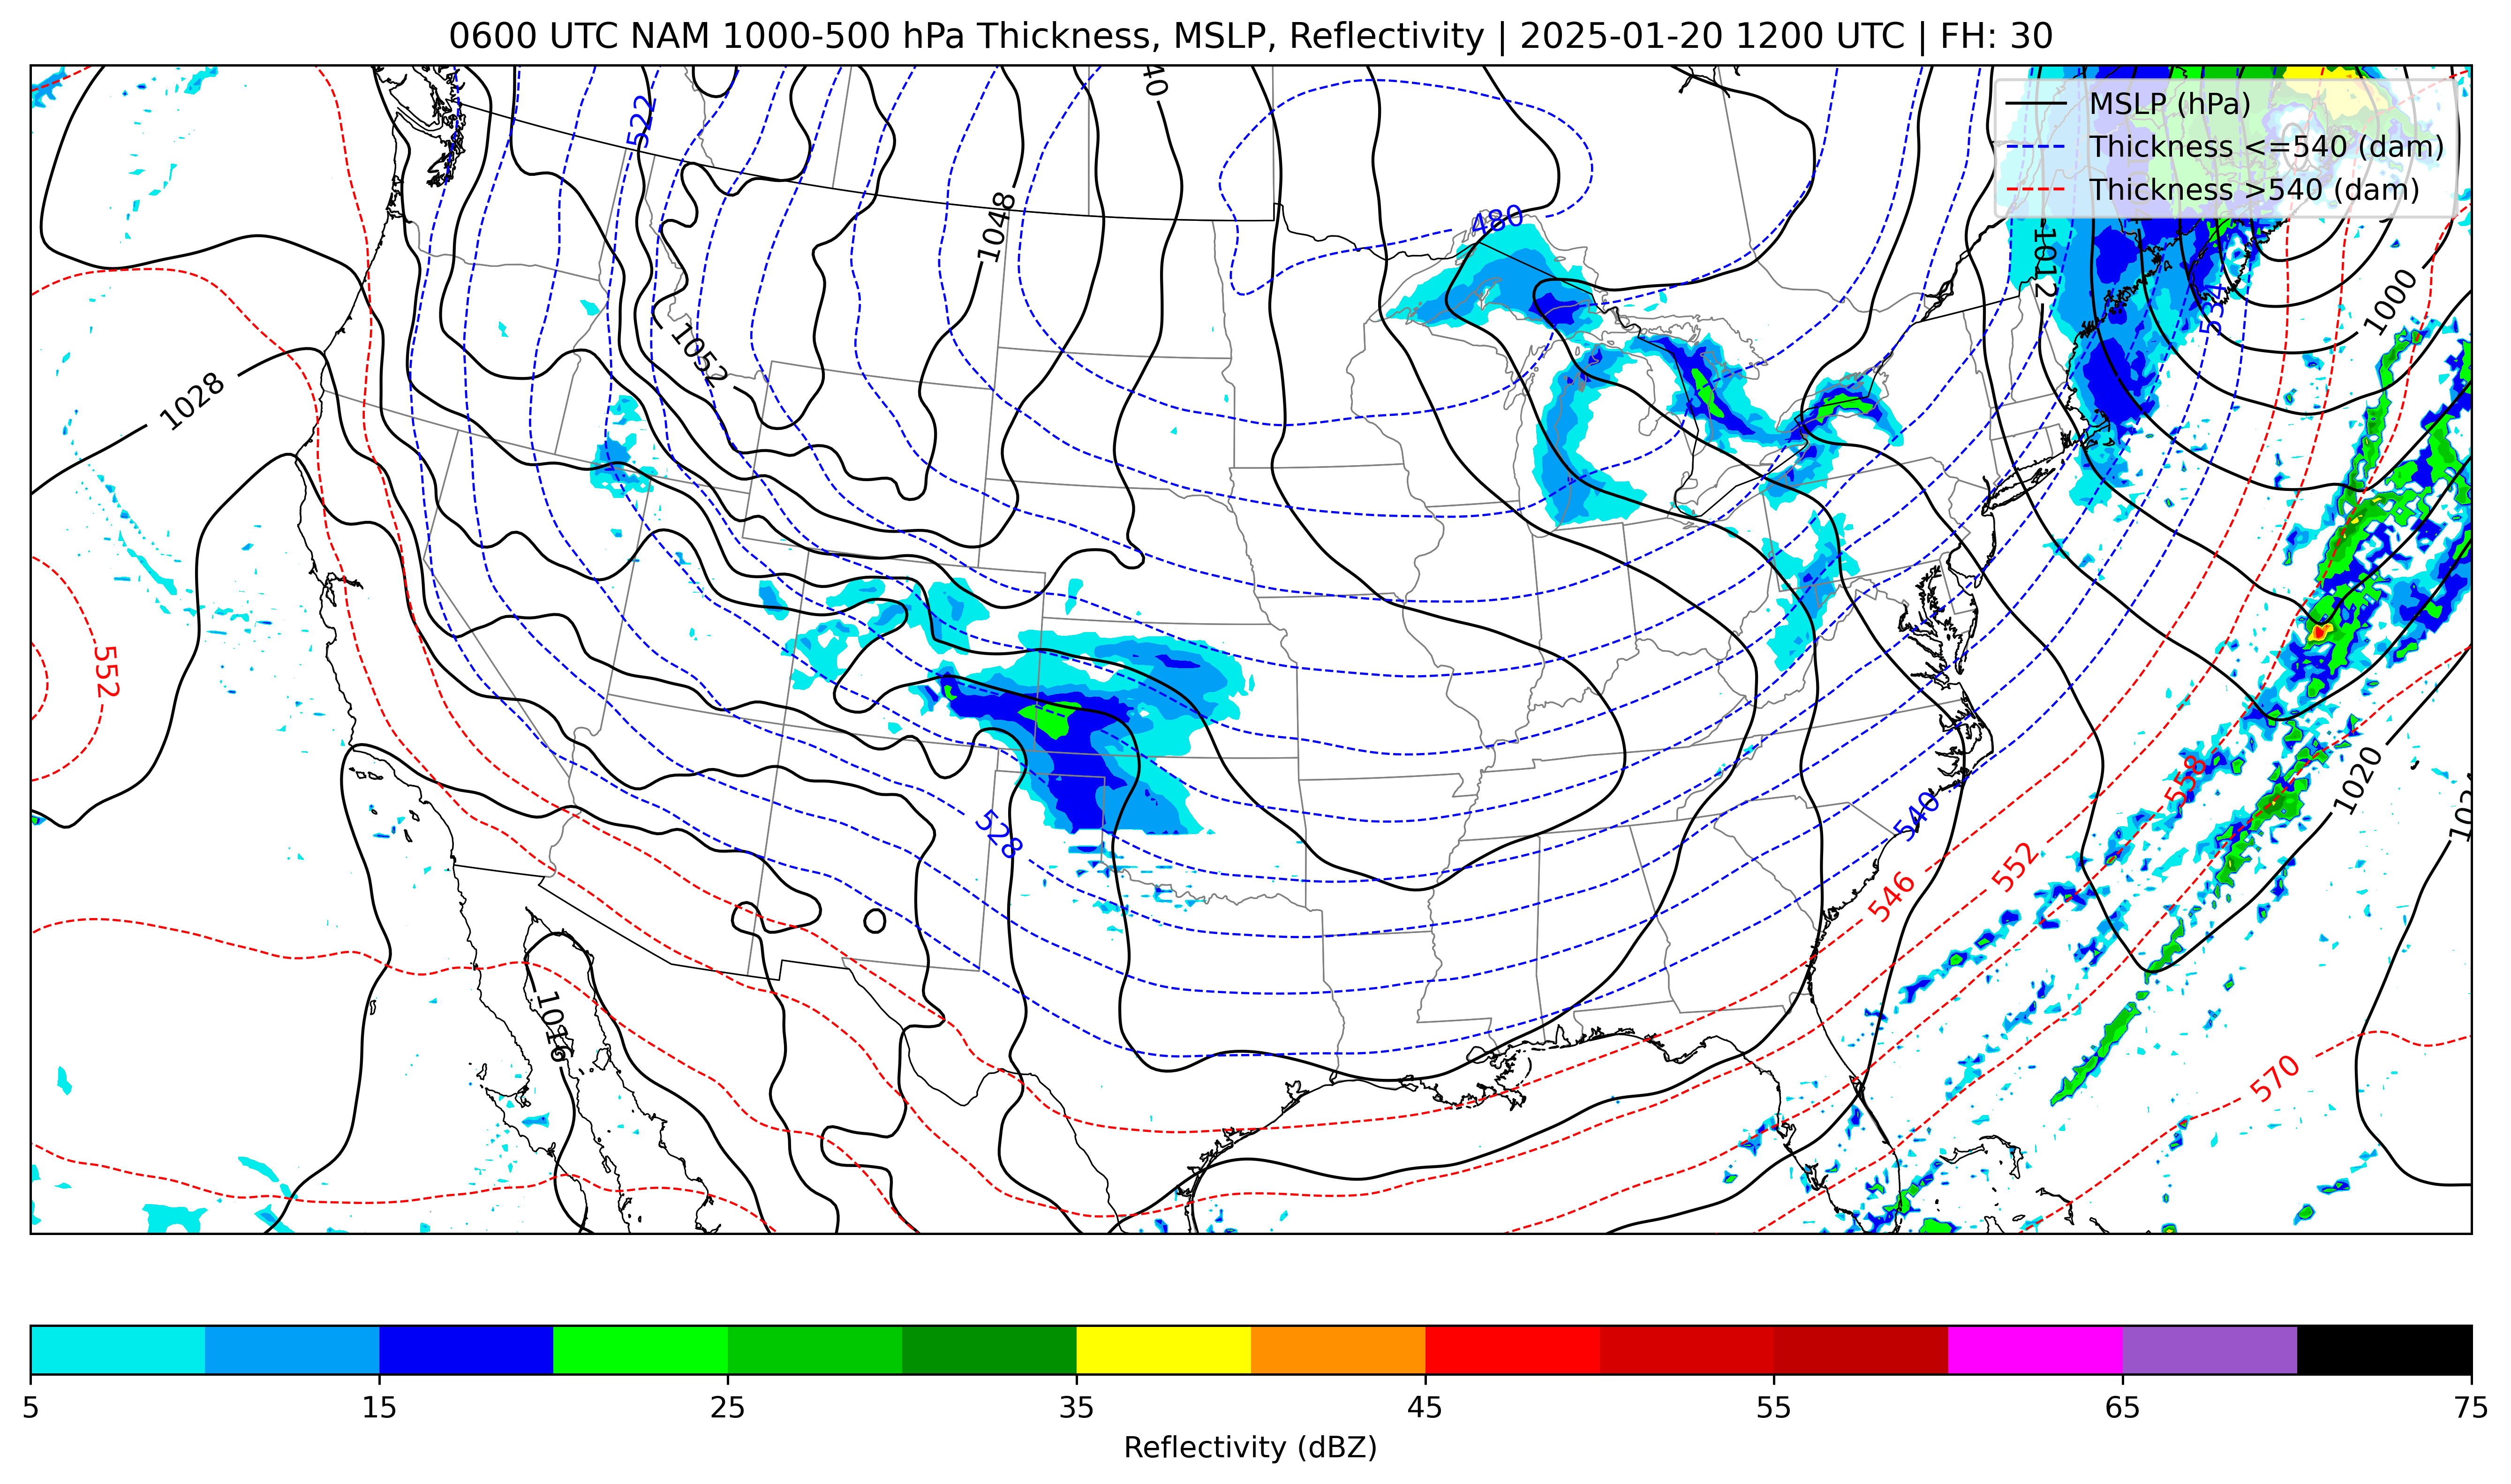 0600 UTC NAM 1000-500 hPa Thickness, MSLP, Reflectivity | 2025-01-20 1200 UTC | FH: 30
MSLP (hPa)
Thickness <=540 (dam)
Thickness >540 (dam)
522
480
1048
1012
534
1000
1052
1028
552
558
1020
528
540
552
546
1016
570
5 15 25 35 45 55 65 75
Reflectivity (dBZ)